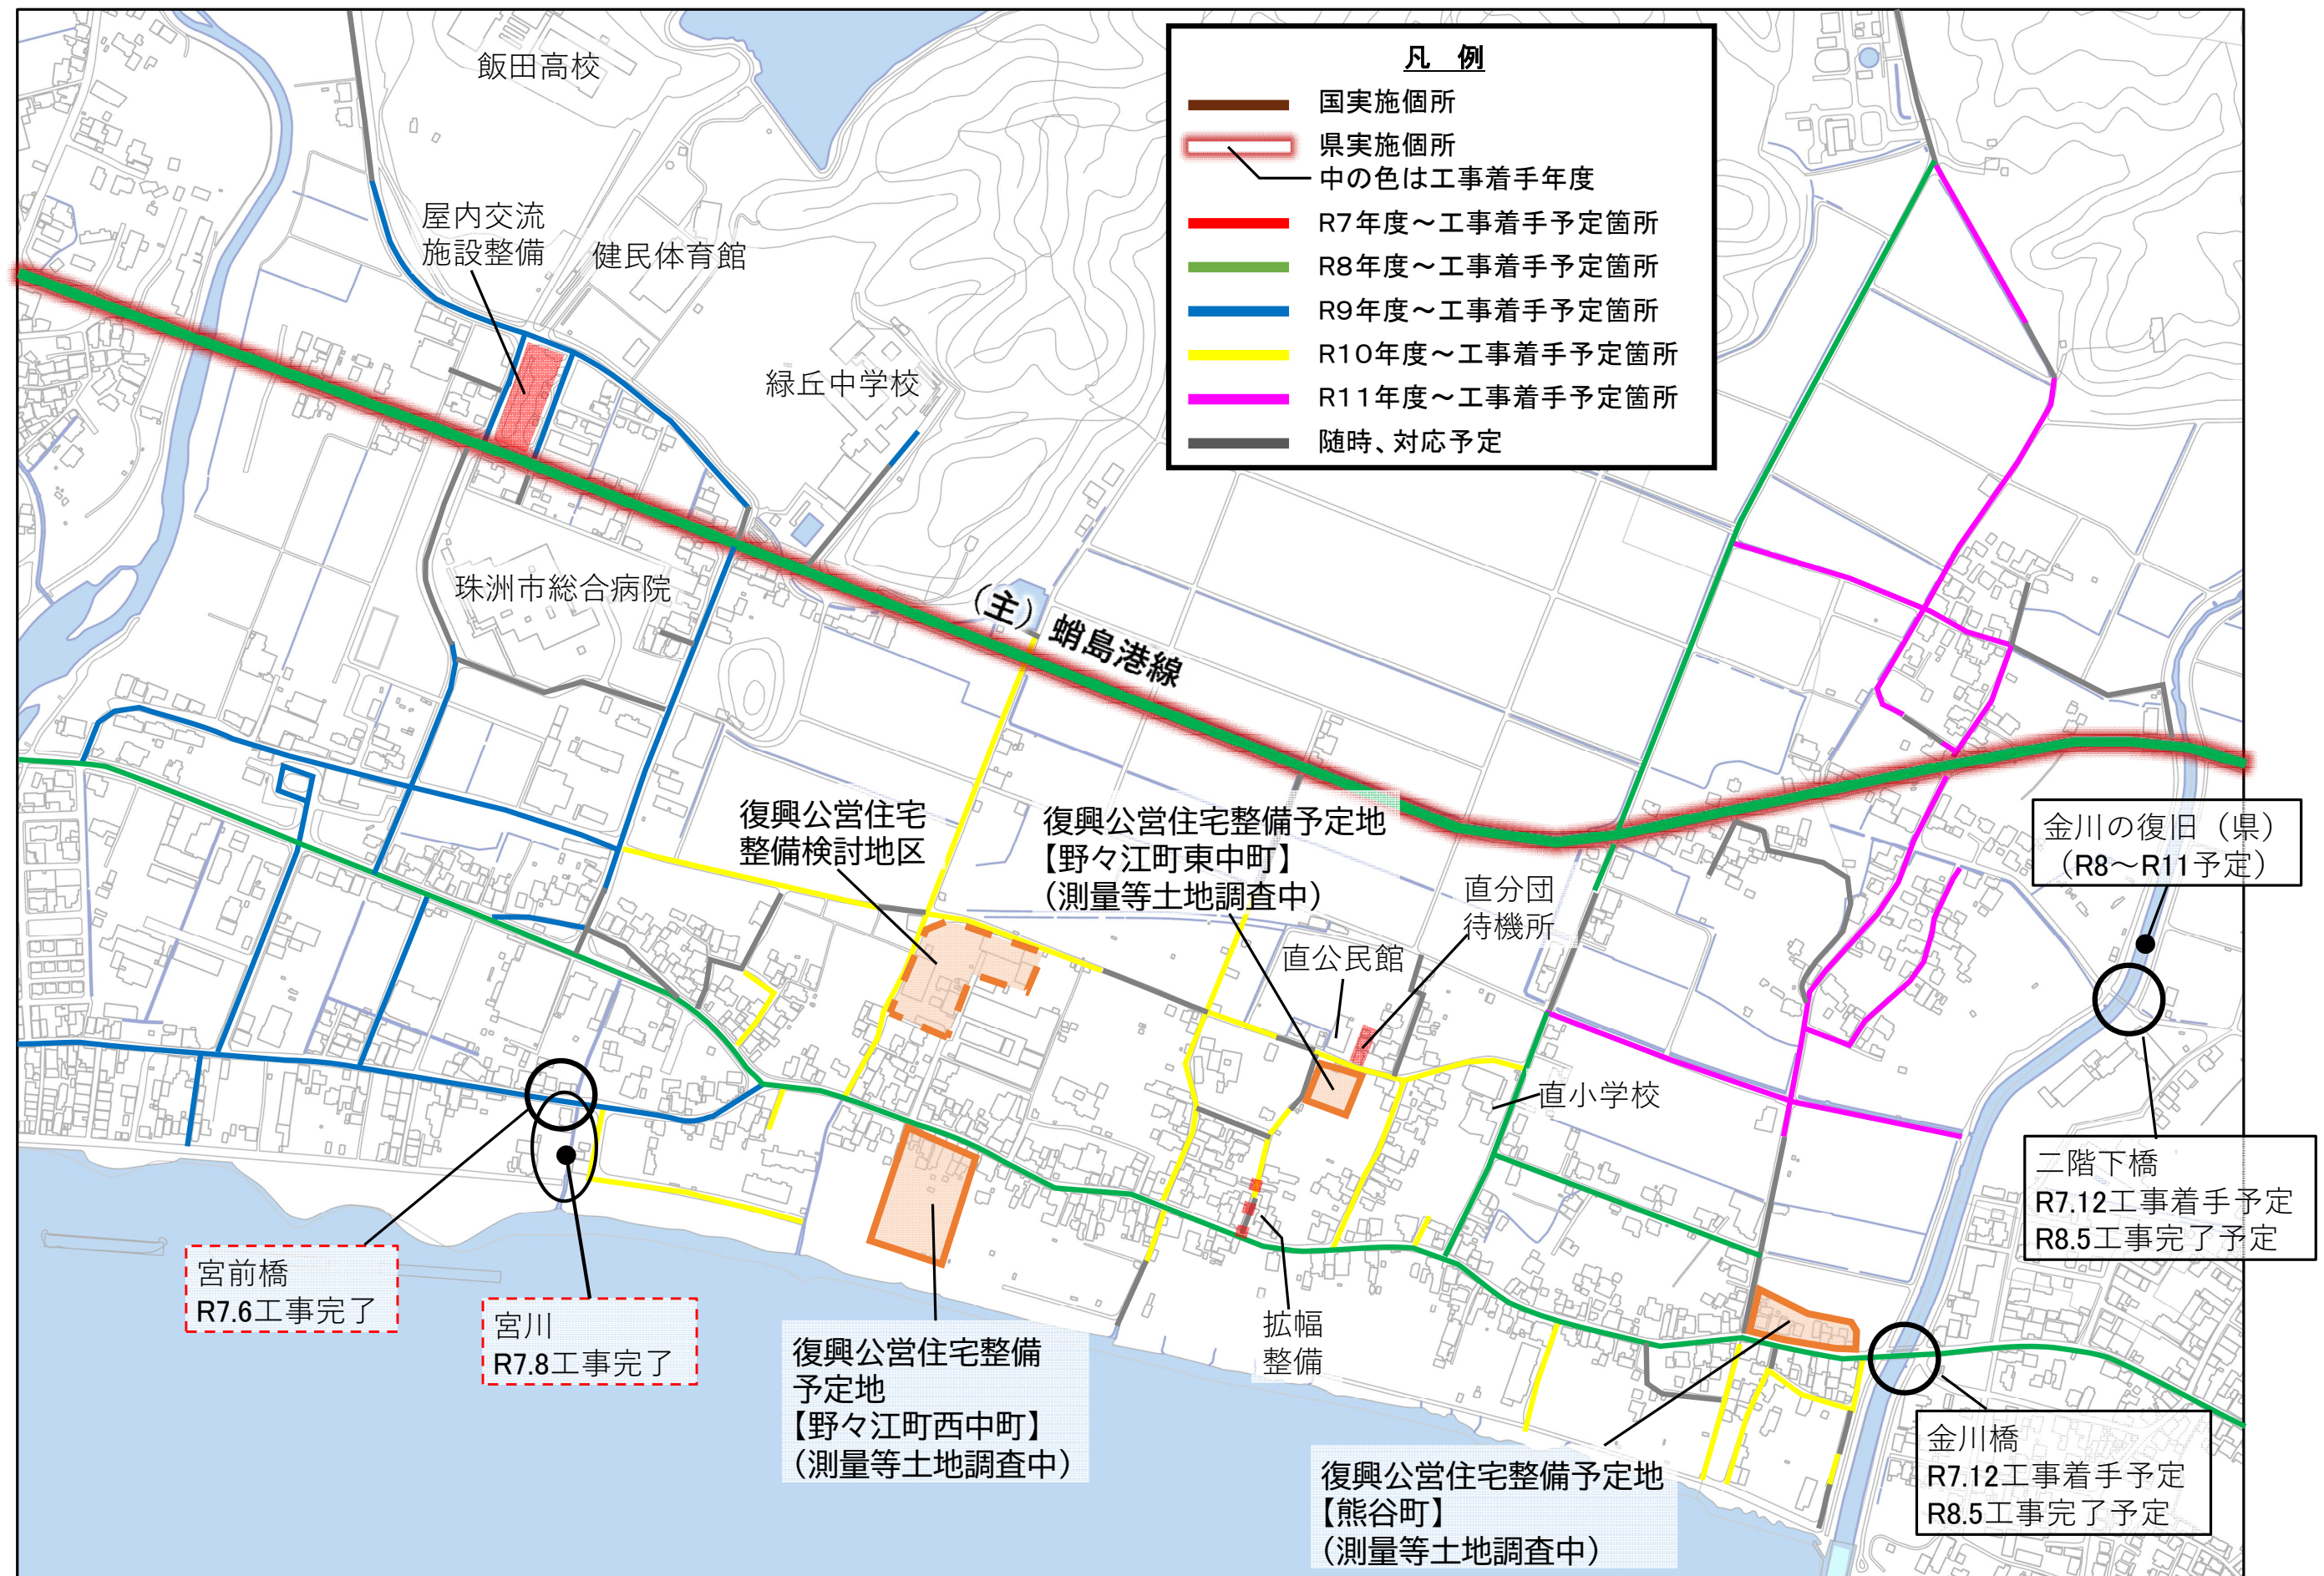 凡　例
国実施個所
県実施個所
中の色は工事着手年度
R7年度～工事着手予定箇所
R8年度～工事着手予定箇所
R9年度～工事着手予定箇所
R10年度～工事着手予定箇所
R11年度～工事着手予定箇所
随時、対応予定
飯田高校
屋内交流
施設整備
健民体育館
緑丘中学校
珠洲市総合病院
（主）蛸島港線
復興公営住宅
整備検討地区
復興公営住宅整備予定地
【野々江町東中町】
（測量等土地調査中）
直分団
待機所
直公民館
金川の復旧（県）
（R8～R11予定）
直小学校
二階下橋
R7.12工事着手予定
R8.5工事完了予定
宮前橋
R7.6工事完了
宮川
R7.8工事完了
復興公営住宅整備
予定地
【野々江町西中町】
（測量等土地調査中）
拡幅
整備
復興公営住宅整備予定地
【熊谷町】
（測量等土地調査中）
金川橋
R7.12工事着手予定
R8.5工事完了予定